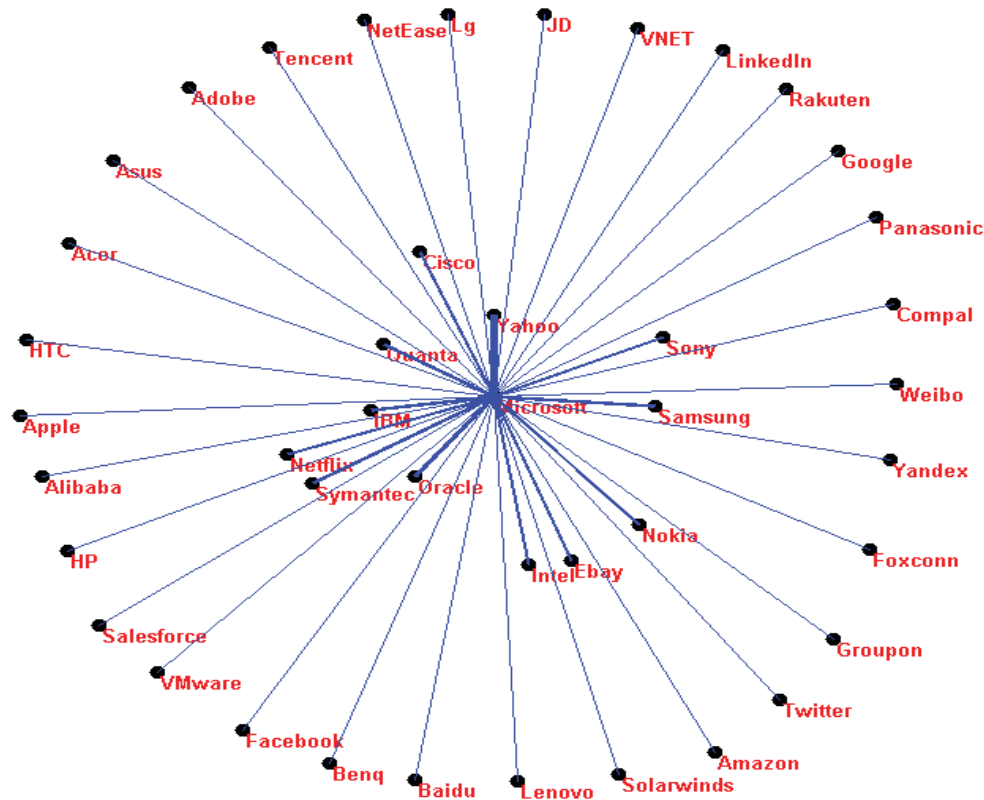 Lg
JD
NetEase
VNET
Tencent
LinkedIn
Adobe
Rakuten
Asus
Google
Panasonic
Acer
Cisco
Compal
Yahoo
Sony
HTC
Quanta
Weibo
Microsoft
Samsung
IBM
Apple
Netflix
Yandex
Alibaba
Symantec
Oracle
Nokia
HP
Foxconn
Intel
Ebay
Salesforce
Groupon
VMware
Twitter
Facebook
Amazon
Benq
Solarwinds
Baidu
Lenovo